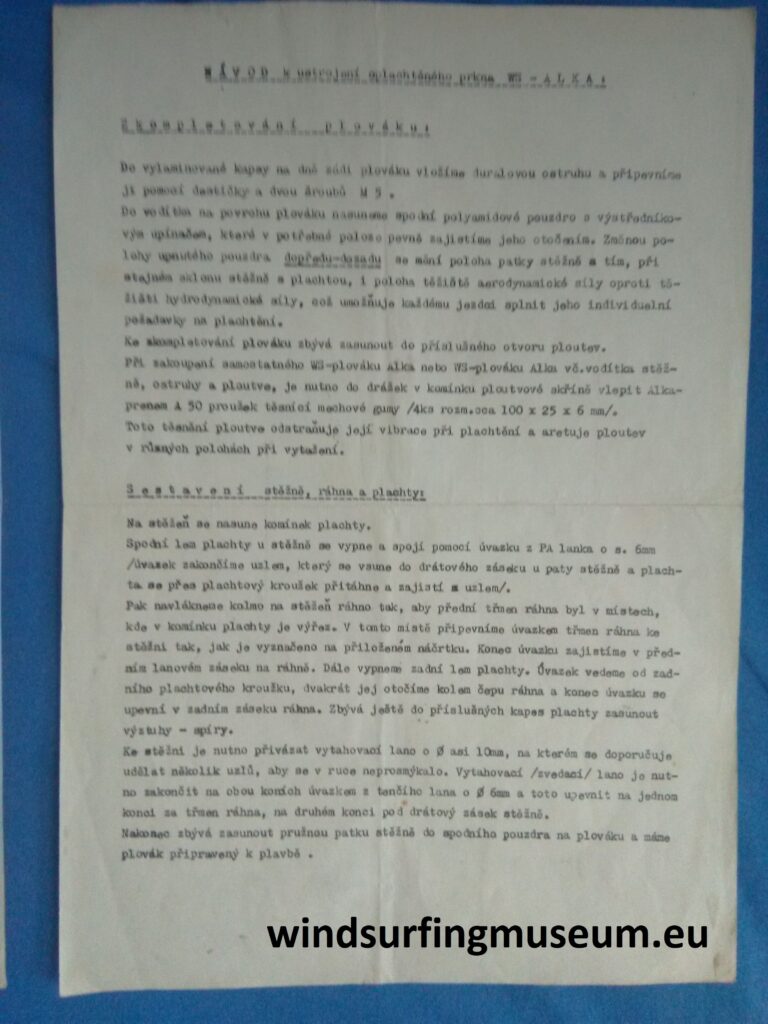 N Á V O D k ustrojení oplachtěného prkna WS - A L K A :
Z k o m p l e t o v á n í   p l o v á k u :
Do vylaminované kapsy na dně zádi plováku vložíme duralovou ostruhu a připevníme
ji pomocí destičky a dvou šroubů M 5 .
Do vodítka na povrchu plováku nasuneme spodní polyamidové pouzdro s výstředníko-
vým upínačem, které v potřebné poloze pevně zajistíme jeho otočením. Změnou po-
lohy upnutého pouzdra dopředu-dozadu se mění poloha patky stěžně a tím, při
stejném sklonu stěžně s plachtou, i poloha těžiště aerodynamické síly oproti tě-
žišti hydrodynamické síly, což umožňuje každému jezdci splnit jeho individuelní
požadavky na plachtění.
Ke skompletování plováku zbývá zasunout do příslušného otvoru ploutev.
Při zakoupení samostatného WS-plováku Alka nebo WS-plováku Alka vč.vodítka stěž-
ně, ostruhy a ploutve, je nutno do drážek v komínku ploutvové skříně vlepit Alka-
prenem A 50 proužek těsnící mechové gumy /4ks rozm.cca 100 x 25 x 6 mm/.
Toto těsnění ploutve odstraňuje její vibrace při plachtění a aretuje ploutev
v různých polohách při vytažení.
S e s t a v e n í   stěžně, ráhna a plachty:
Na stěžeň se nasune komínek plachty.
Spodní lem plachty u stěžně se vypne a spojí pomocí úvazku z PA lanka o s. 6mm
/úvazek zakončíme uzlem, který se vsune do drátového záseku u paty stěžně a plach-
ta se přes plachtový kroužek přitáhne a zajistí s uzlem/.
Pak navlékneme kolmo na stěžeň ráhno tak, aby přední třmen ráhna byl v místech,
kde v komínku plachty je výřez. V tomto místě připevníme úvazkem třmen ráhna ke
stěžni tak, jak je vyznačeno na přiloženém náčrtku. Konec úvazku zajistíme v před-
ním lanovém záseku na ráhně. Dále vypneme zadní lem plachty. Úvazek vedeme od zad-
ního plachtového kroužku, dvakrát jej otočíme kolem čepu ráhna a konec úvazku se
upevní v zadním záseku ráhna. Zbývá ještě do příslušných kapes plachty zasunout
výztuhy - spíry.
Ke stěžni je nutno přivázat vytahovací lano o Ø asi 10mm, na kterém se doporučuje
udělat několik uzlů, aby se v ruce neprosmýkalo. Vytahovací /zvedací/ lano je nut-
no zakončit na obou koncích úvazkem z tenčího lana o Ø 6mm a toto upevnit na jednom
konci za třmen ráhna, na druhém konci pod drátový zásek stěžně.
Nakonec zbývá zasunout pružnou patku stěžně do spodního pouzdra na plováku a máme
plovák připravený k plavbě .
windsurfingmuseum.eu